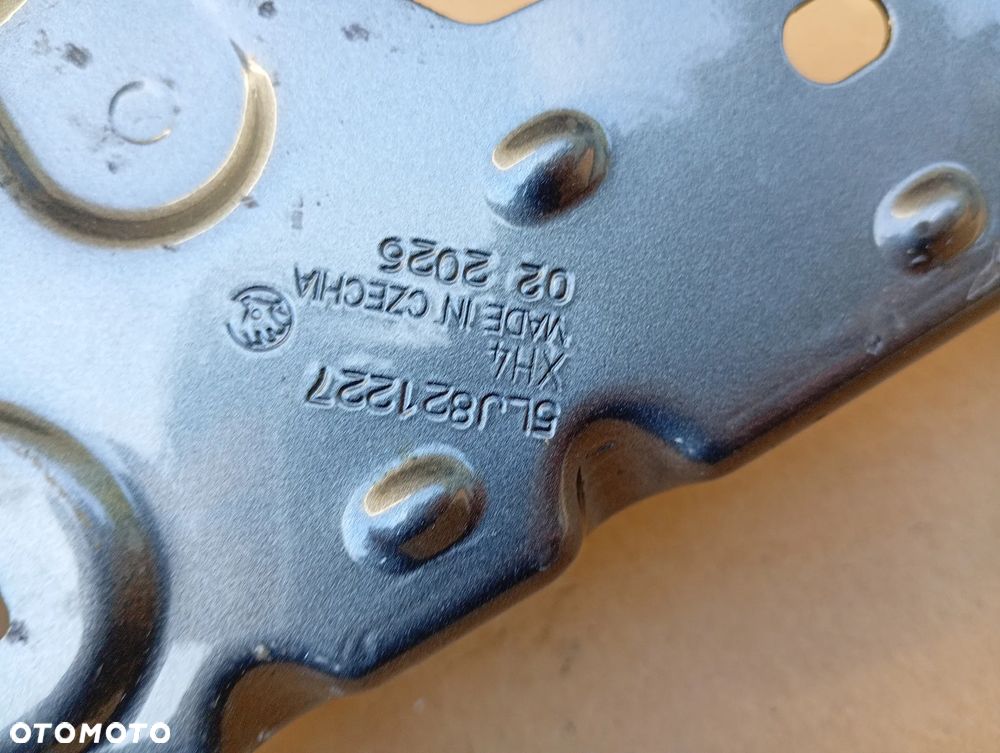 5LJ821227
XH4
MADE IN CZECHIA
02 2025
OTOMOTO